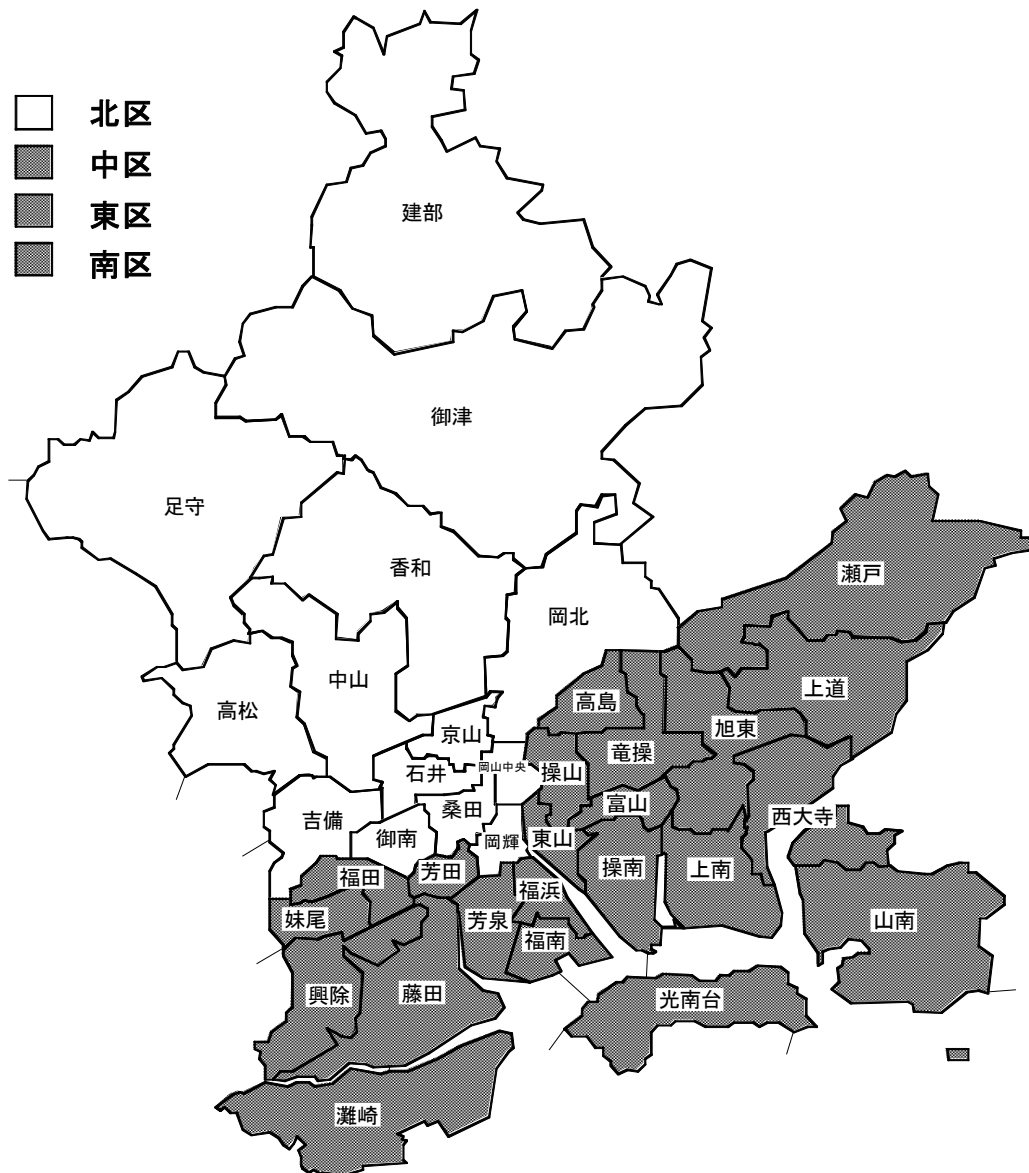 北区
中区
東区
南区
建部
御津
足守
香和
瀬戸
岡北
中山
上道
高島
高松
旭東
京山
竜操
岡山中央
石井
操山
富山
桑田
西大寺
吉備
御南
岡輝
東山
芳田
操南
上南
福田
福浜
妹尾
芳泉
山南
福南
興除
藤田
光南台
灘崎